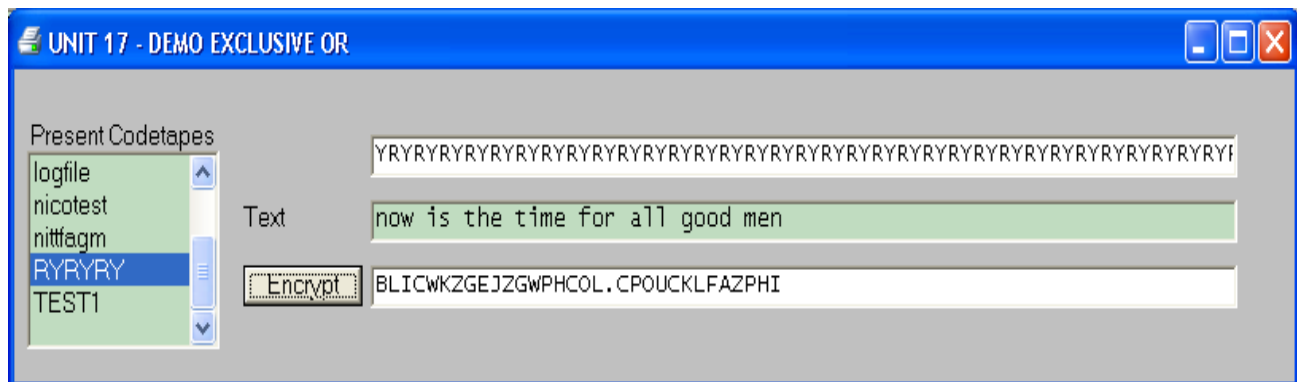 UNIT 17 - DEMO EXCLUSIVE OR
Present Codetapes
YRYRYRYRYRYRYRYRYRYRYRYRYRYRYRYRYRYRYRYRYRYRYRYRYRYRYRYRYRYRYRYRYRYR
logfile
nicotest
nittfagm
RYRYRY
TEST1
Text
now is the time for all good men
Encrypt
BLICWKZGEJZGWPHCOL.CPOUCKLFAZPHI